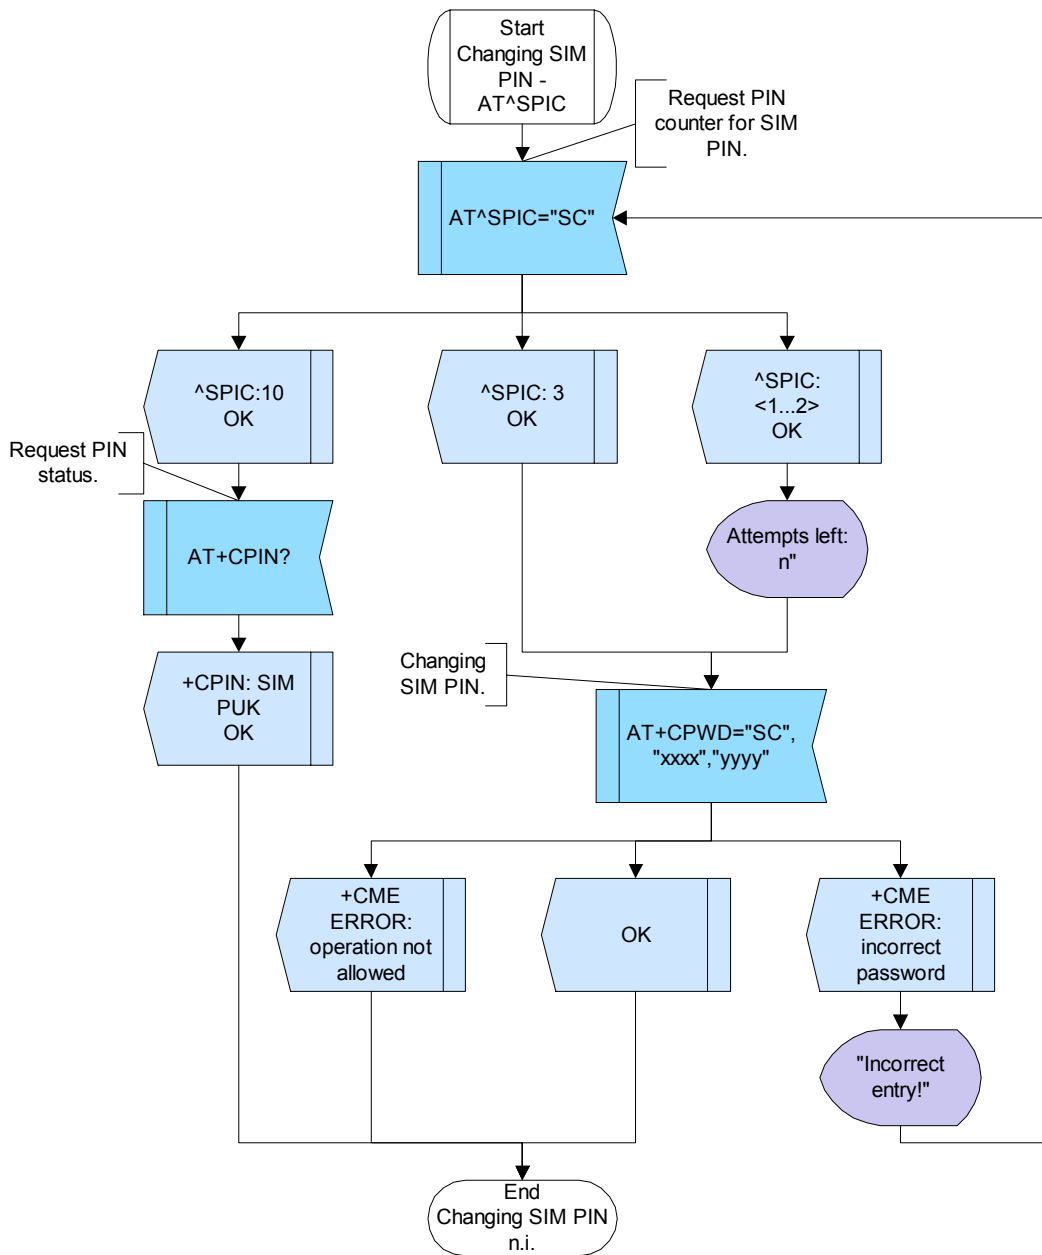 Start
Changing SIM
PIN -
AT^SPIC
Request PIN
counter for SIM
PIN.
AT^SPIC="SC"
^SPIC:10
OK
^SPIC: 3
OK
^SPIC:
<1...2>
OK
Request PIN
status.
AT+CPIN?
Attempts left:
n"
+CPIN: SIM
PUK
OK
Changing
SIM PIN.
AT+CPWD="SC",
"xxxx","yyyy"
+CME
ERROR:
operation not
allowed
OK
+CME
ERROR:
incorrect
password
"Incorrect
entry!"
End
Changing SIM PIN
n.i.